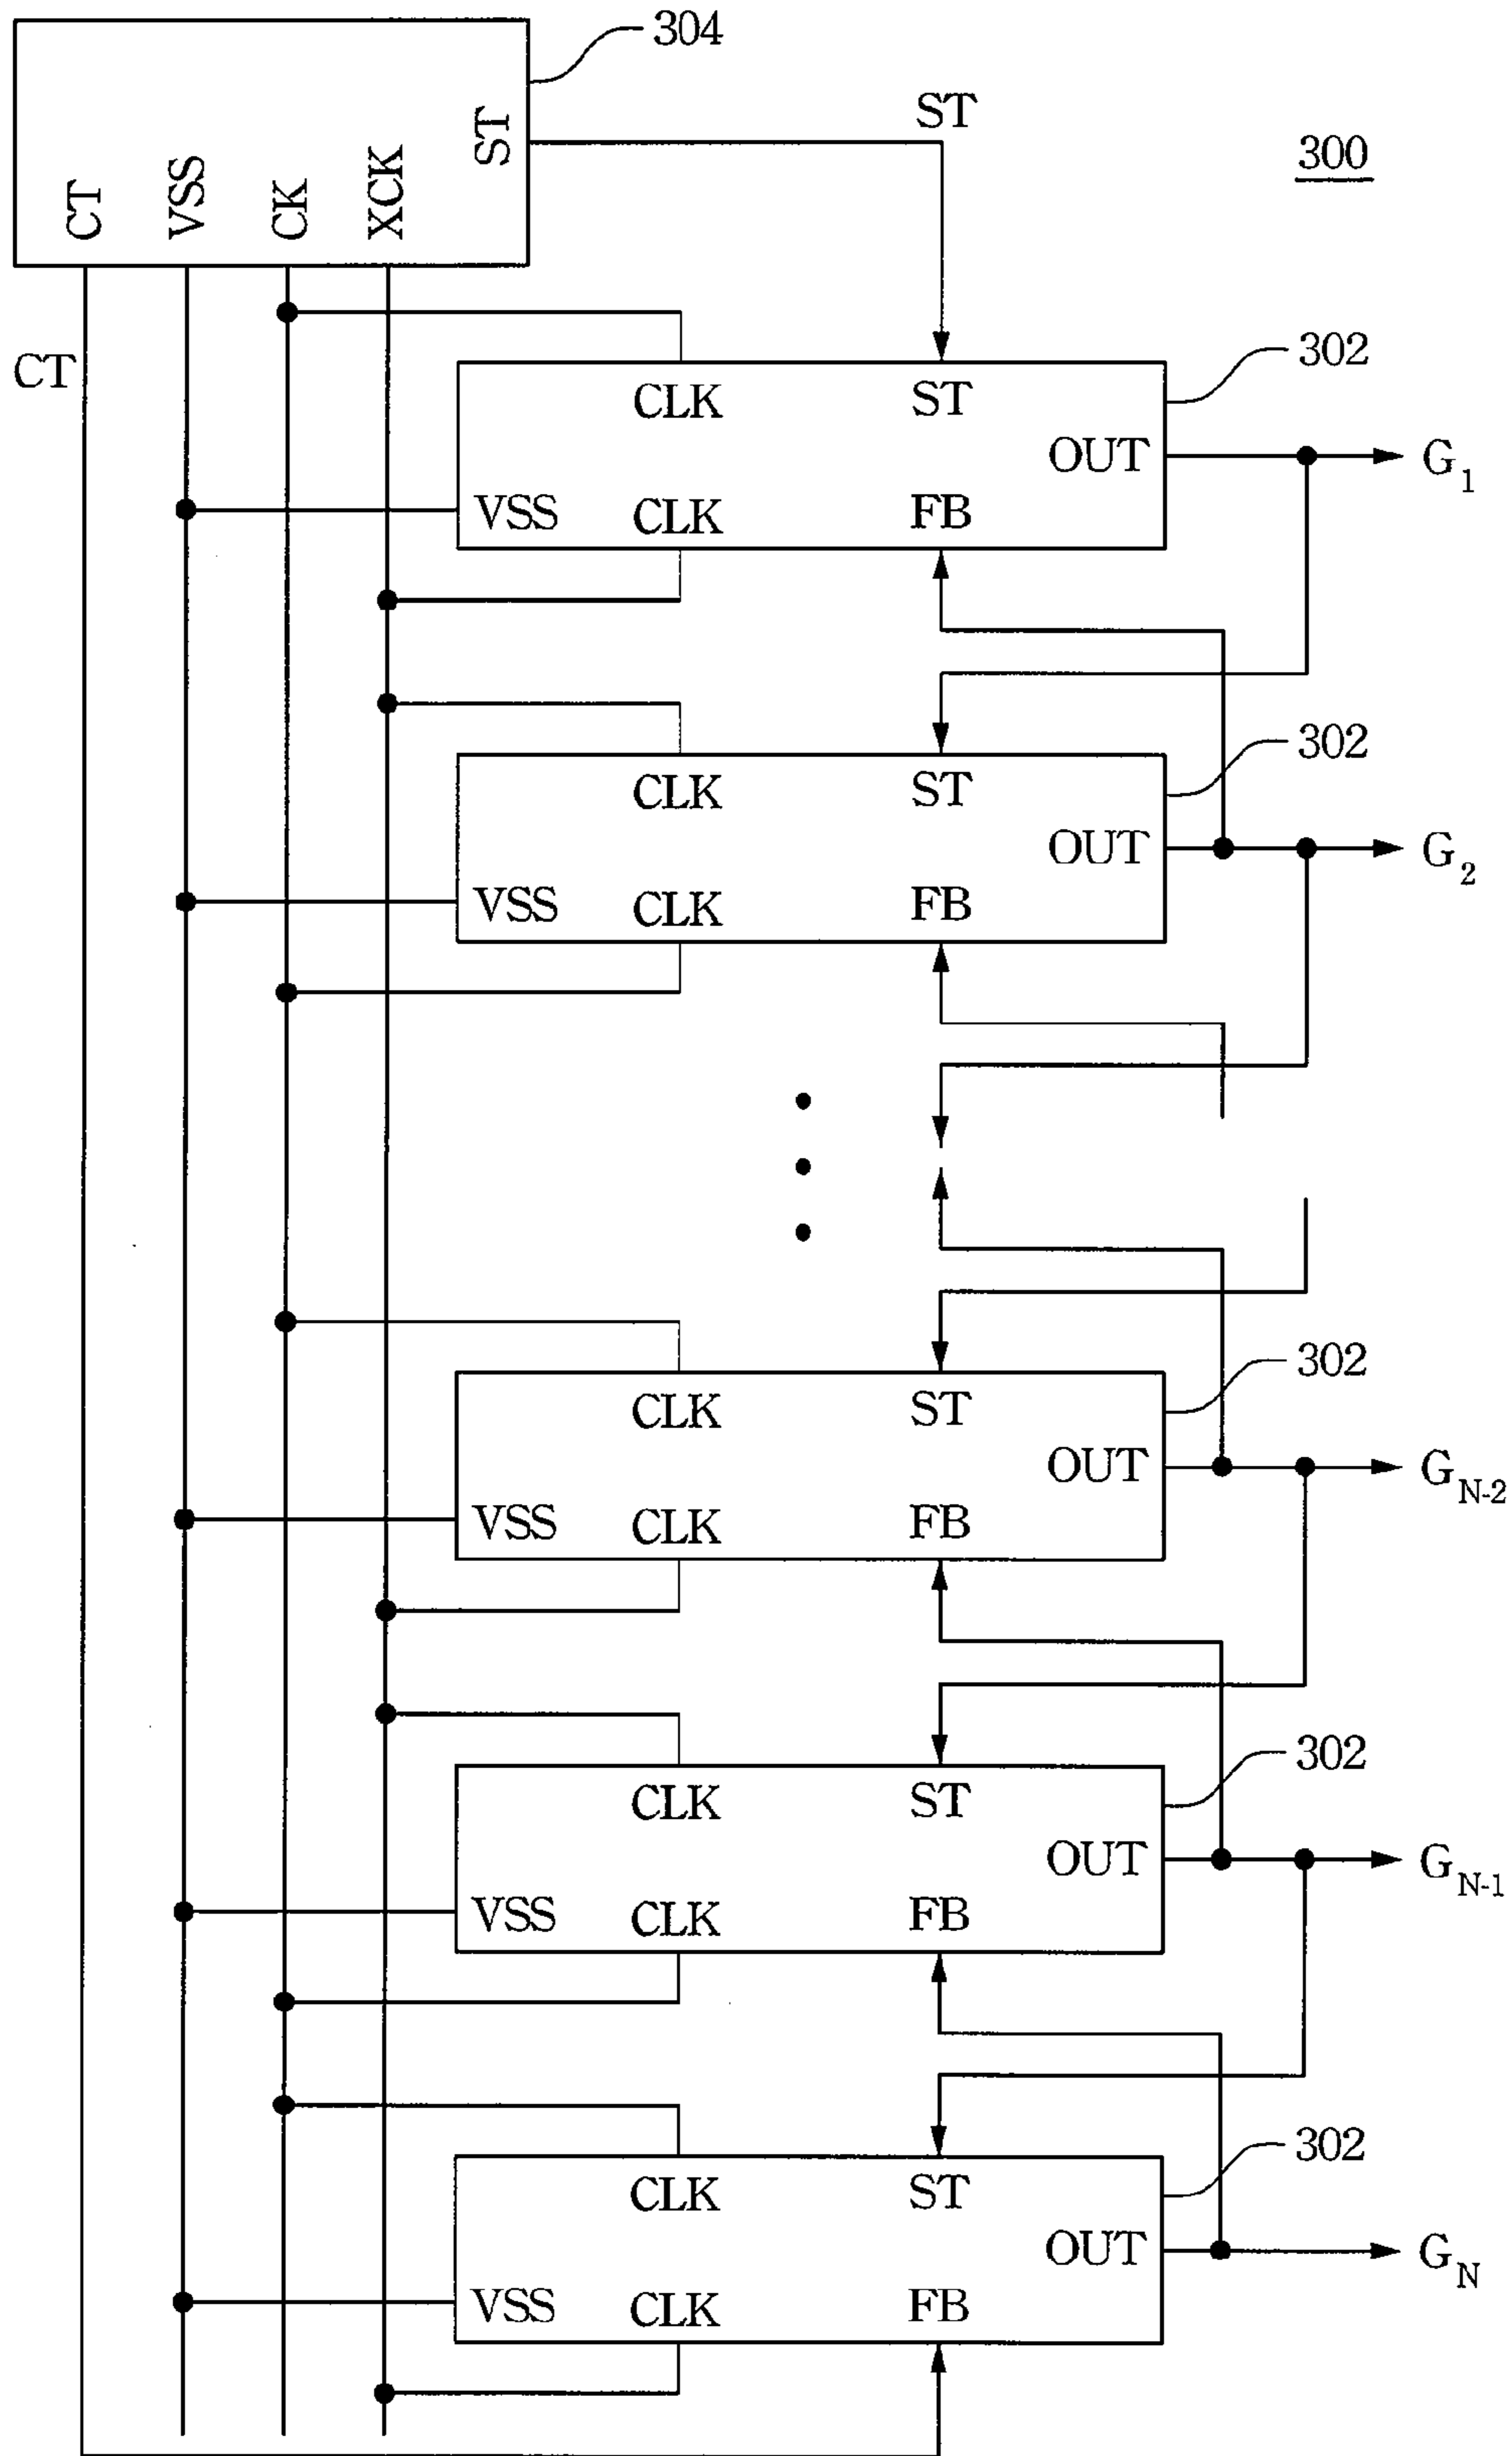 304
ST
300
CT
VSS
CK
XCK
ST
CT
302
CLK
ST
OUT
G1
VSS
CLK
FB
302
CLK
ST
OUT
G2
VSS
CLK
FB
302
CLK
ST
OUT
GN-2
VSS
CLK
FB
302
CLK
ST
OUT
GN-1
VSS
CLK
FB
302
CLK
ST
OUT
GN
VSS
CLK
FB